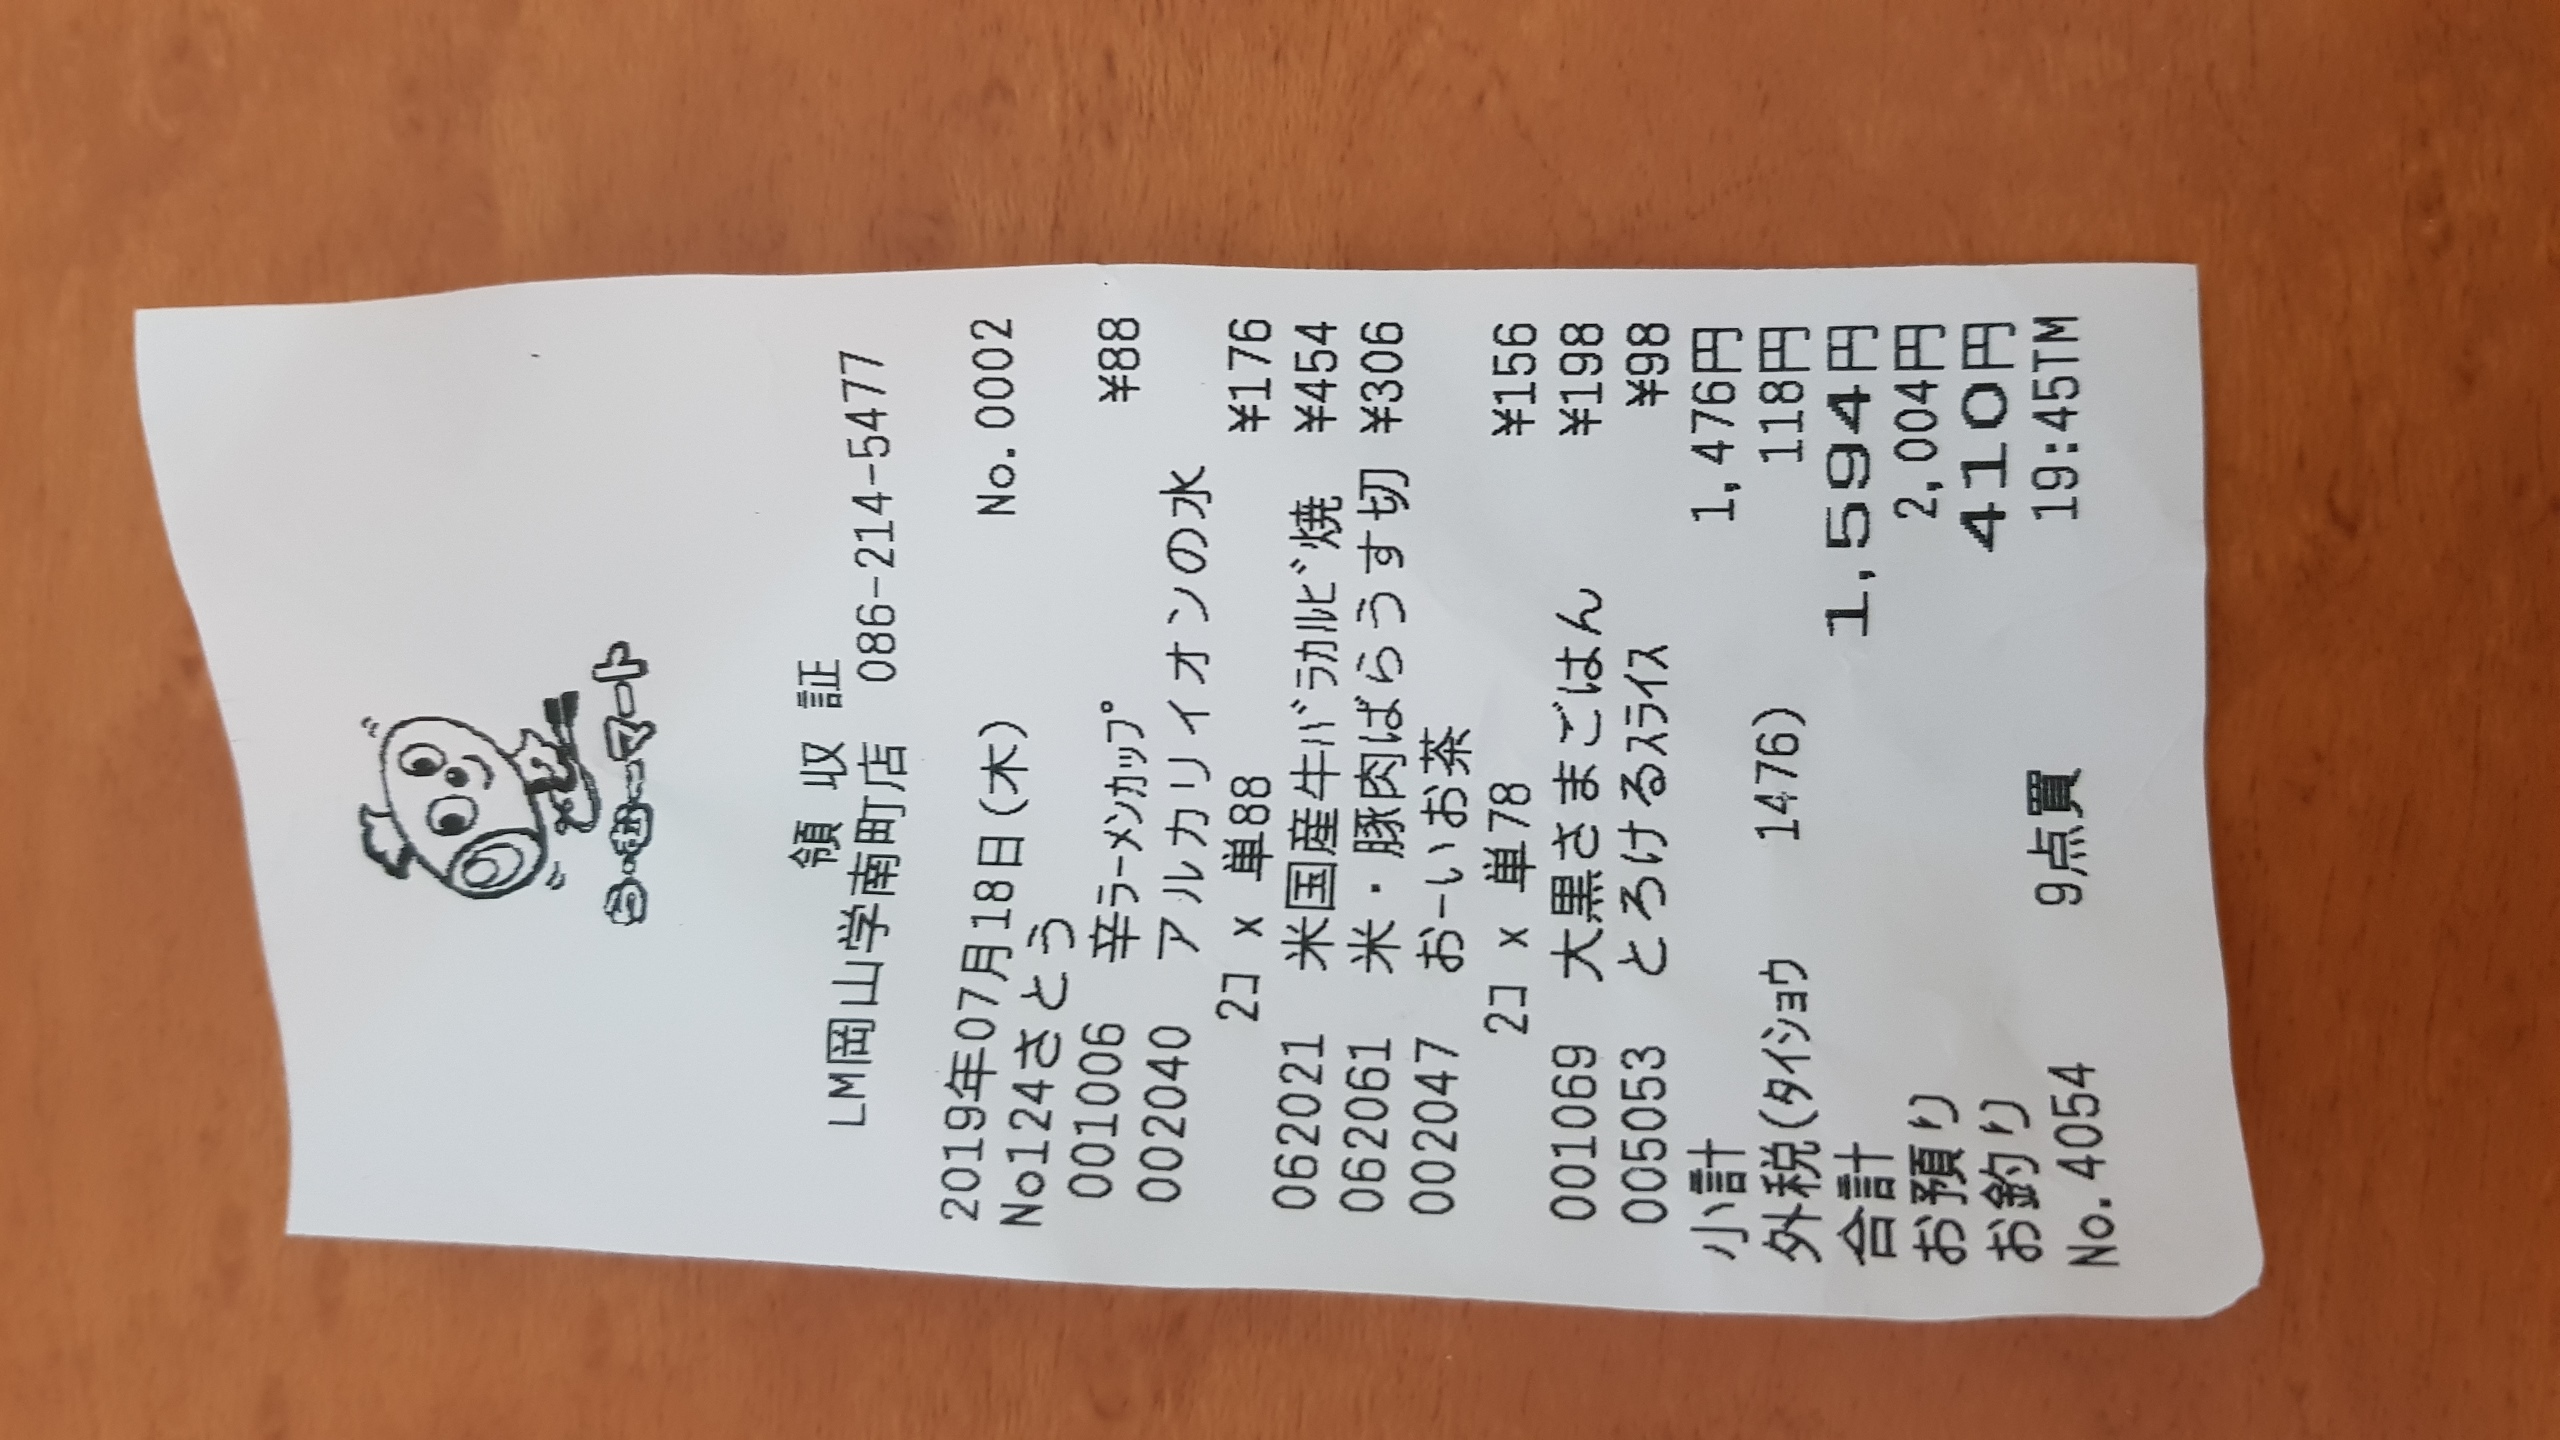 ら・むーマート
領収証
LM岡山学南町店 086-214-5477
2019年07月18日(木) No.0002
No124さとう
001006 辛ﾗｰﾒﾝｶｯﾌﾟ ¥88
002040 アルカリイオンの水
2コ x 単88 ¥176
062021 米国産牛ﾊﾞﾗｶﾙﾋﾞ焼 ¥454
062061 米・豚肉ばらうす切 ¥306
002047 おーいお茶
2コ x 単78 ¥156
001069 大黒さまごはん ¥198
005053 とろけるｽﾗｲｽ ¥98
小計 1,476円
外税(ﾀｲｼｮｳ 1476) 118円
合計 1,594円
お預り 2,004円
お釣り 410円
No.4054 9点買 19:45TM